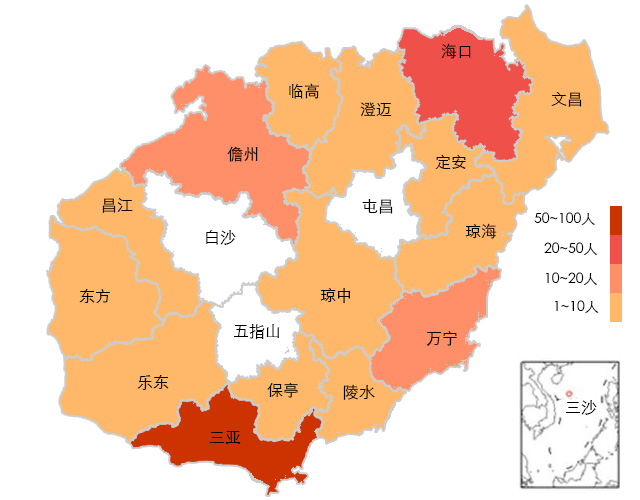 海口
临高
文昌
澄迈
儋州
定安
昌江
屯昌
琼海
白沙
50~100人
20~50人
10~20人
1~10人
东方
琼中
五指山
万宁
乐东
保亭
陵水
三沙
三亚